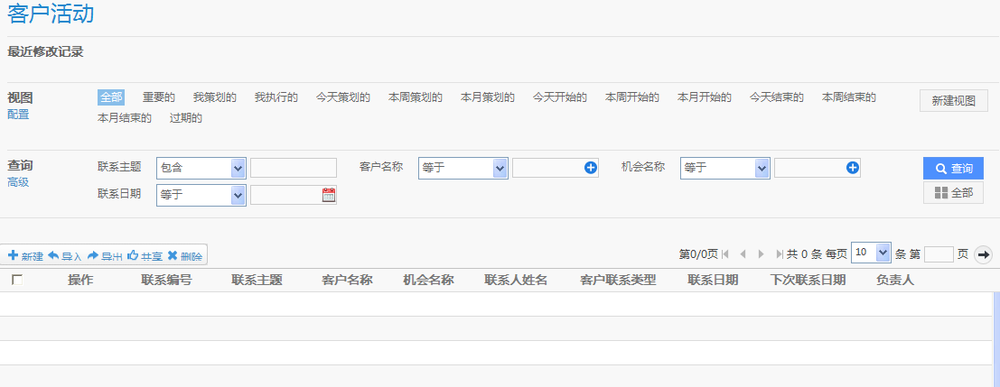 客户活动
最近修改记录
视图 全部 重要的 我策划的 我执行的 今天策划的 本周策划的 本月策划的 今天开始的 本周开始的 本月开始的 今天结束的 本周结束的 新建视图
配置 本月结束的 过期的
查询 联系主题 包含 客户名称 等于 机会名称 等于 查询
高级 联系日期 等于 全部
新建 导入 导出 共享 删除 第0/0页 共 0 条 每页 10 条 第 页
操作 联系编号 联系主题 客户名称 机会名称 联系人姓名 客户联系类型 联系日期 下次联系日期 负责人